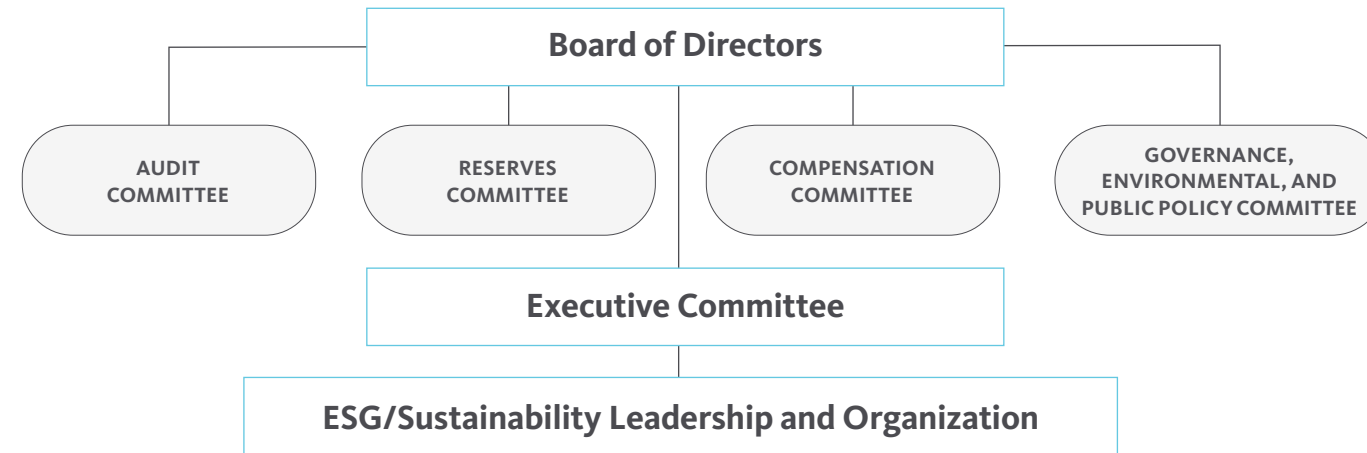 Board of Directors
AUDIT
COMMITTEE
RESERVES
COMMITTEE
COMPENSATION
COMMITTEE
GOVERNANCE,
ENVIRONMENTAL, AND
PUBLIC POLICY COMMITTEE
Executive Committee
ESG/Sustainability Leadership and Organization